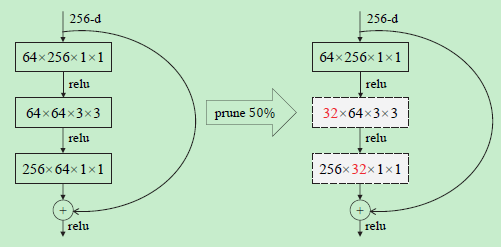 256-d
64×256×1×1
relu
64×64×3×3
relu
256×64×1×1
+
relu
prune 50%
256-d
64×256×1×1
relu
32×64×3×3
relu
256×32×1×1
+
relu